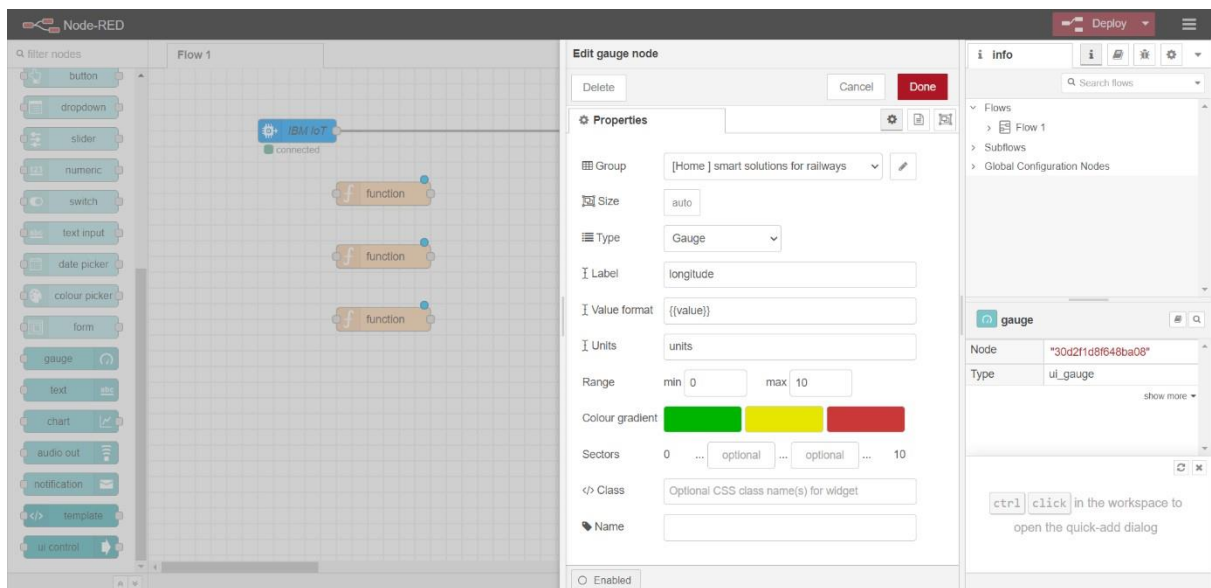 Node-RED
Deploy
filter nodes
button
dropdown
slider
numeric
switch
text input
date picker
colour picker
form
gauge
text
chart
audio out
notification
template
ui control
Flow 1
IBM IoT
connected
function
function
function
Edit gauge node
Delete
Cancel
Done
Properties
Group
[Home ] smart solutions for railways
Size
auto
Type
Gauge
Label
longitude
Value format
{{value}}
Units
units
Range
min 0
max 10
Colour gradient
Sectors
0 ... optional ... optional ... 10
</> Class
Optional CSS class name(s) for widget
Name
Enabled
i info
i
Search flows
Flows
Flow 1
Subflows
Global Configuration Nodes
gauge
Node "30d2f1d8f648ba08"
Type ui_gauge
show more
ctrl click in the workspace to
open the quick-add dialog